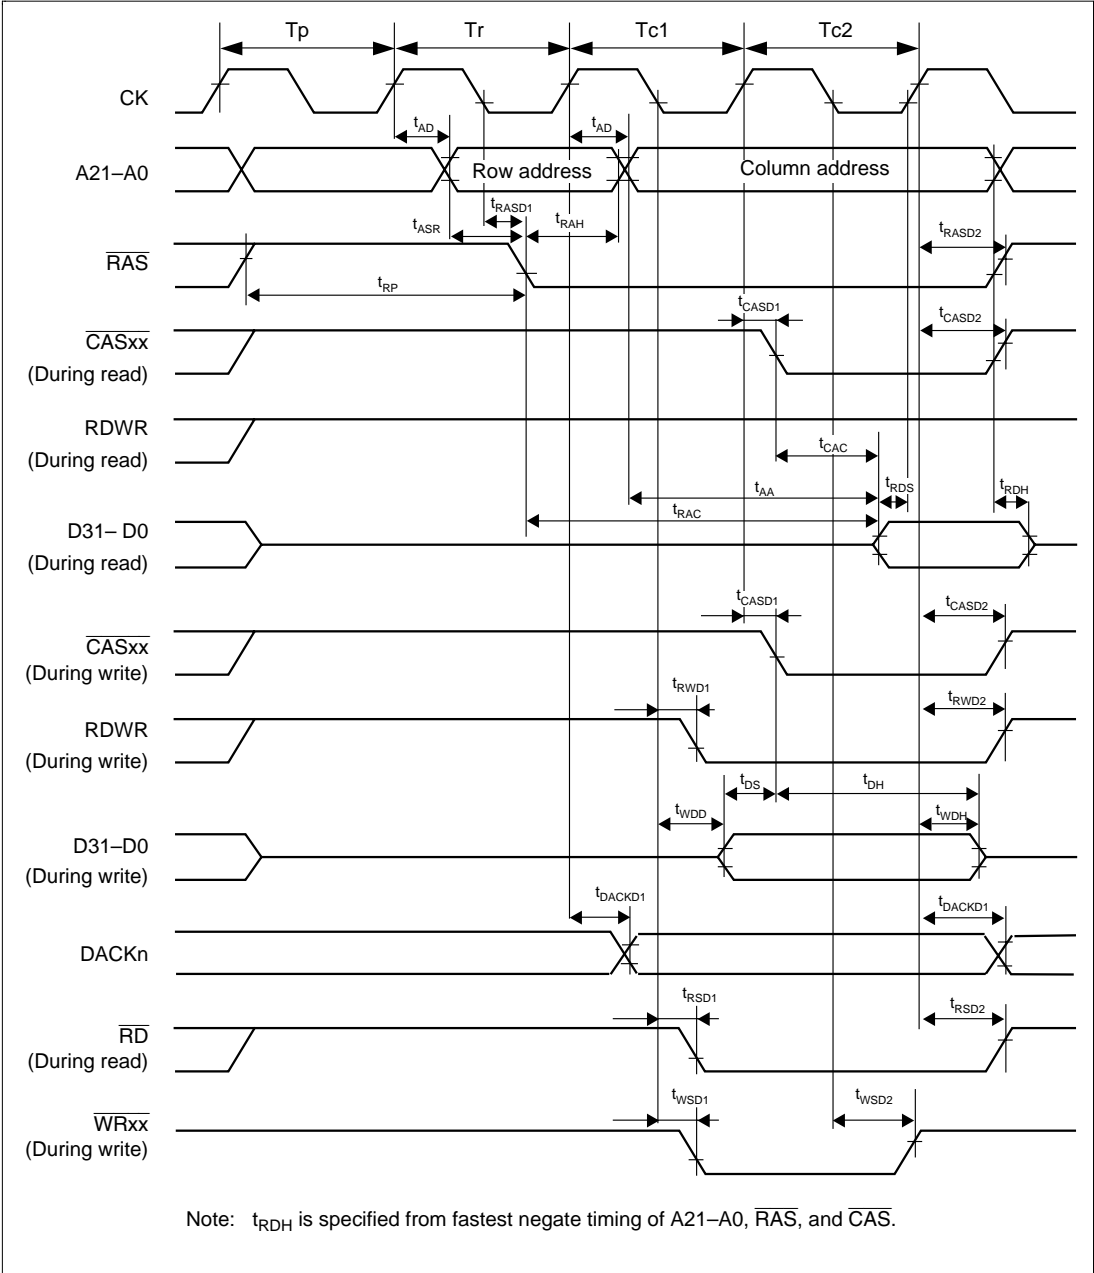 Tp Tr Tc1 Tc2
CK
tAD tAD
A21–A0 Row address Column address
tRASD1
tASR tRAH tRASD2
RAS
tRP
tCASD1 tCASD2
CASxx
(During read)
RDWR
(During read)
tCAC
tAA tRDS tRDH
tRAC
D31– D0
(During read)
tCASD1 tCASD2
CASxx
(During write)
tRWD1 tRWD2
RDWR
(During write)
tDS tDH
tWDD tWDH
D31–D0
(During write)
tDACKD1 tDACKD1
DACKn
tRSD1 tRSD2
RD
(During read)
tWSD1 tWSD2
WRxx
(During write)
Note: tRDH is specified from fastest negate timing of A21–A0, RAS, and CAS.